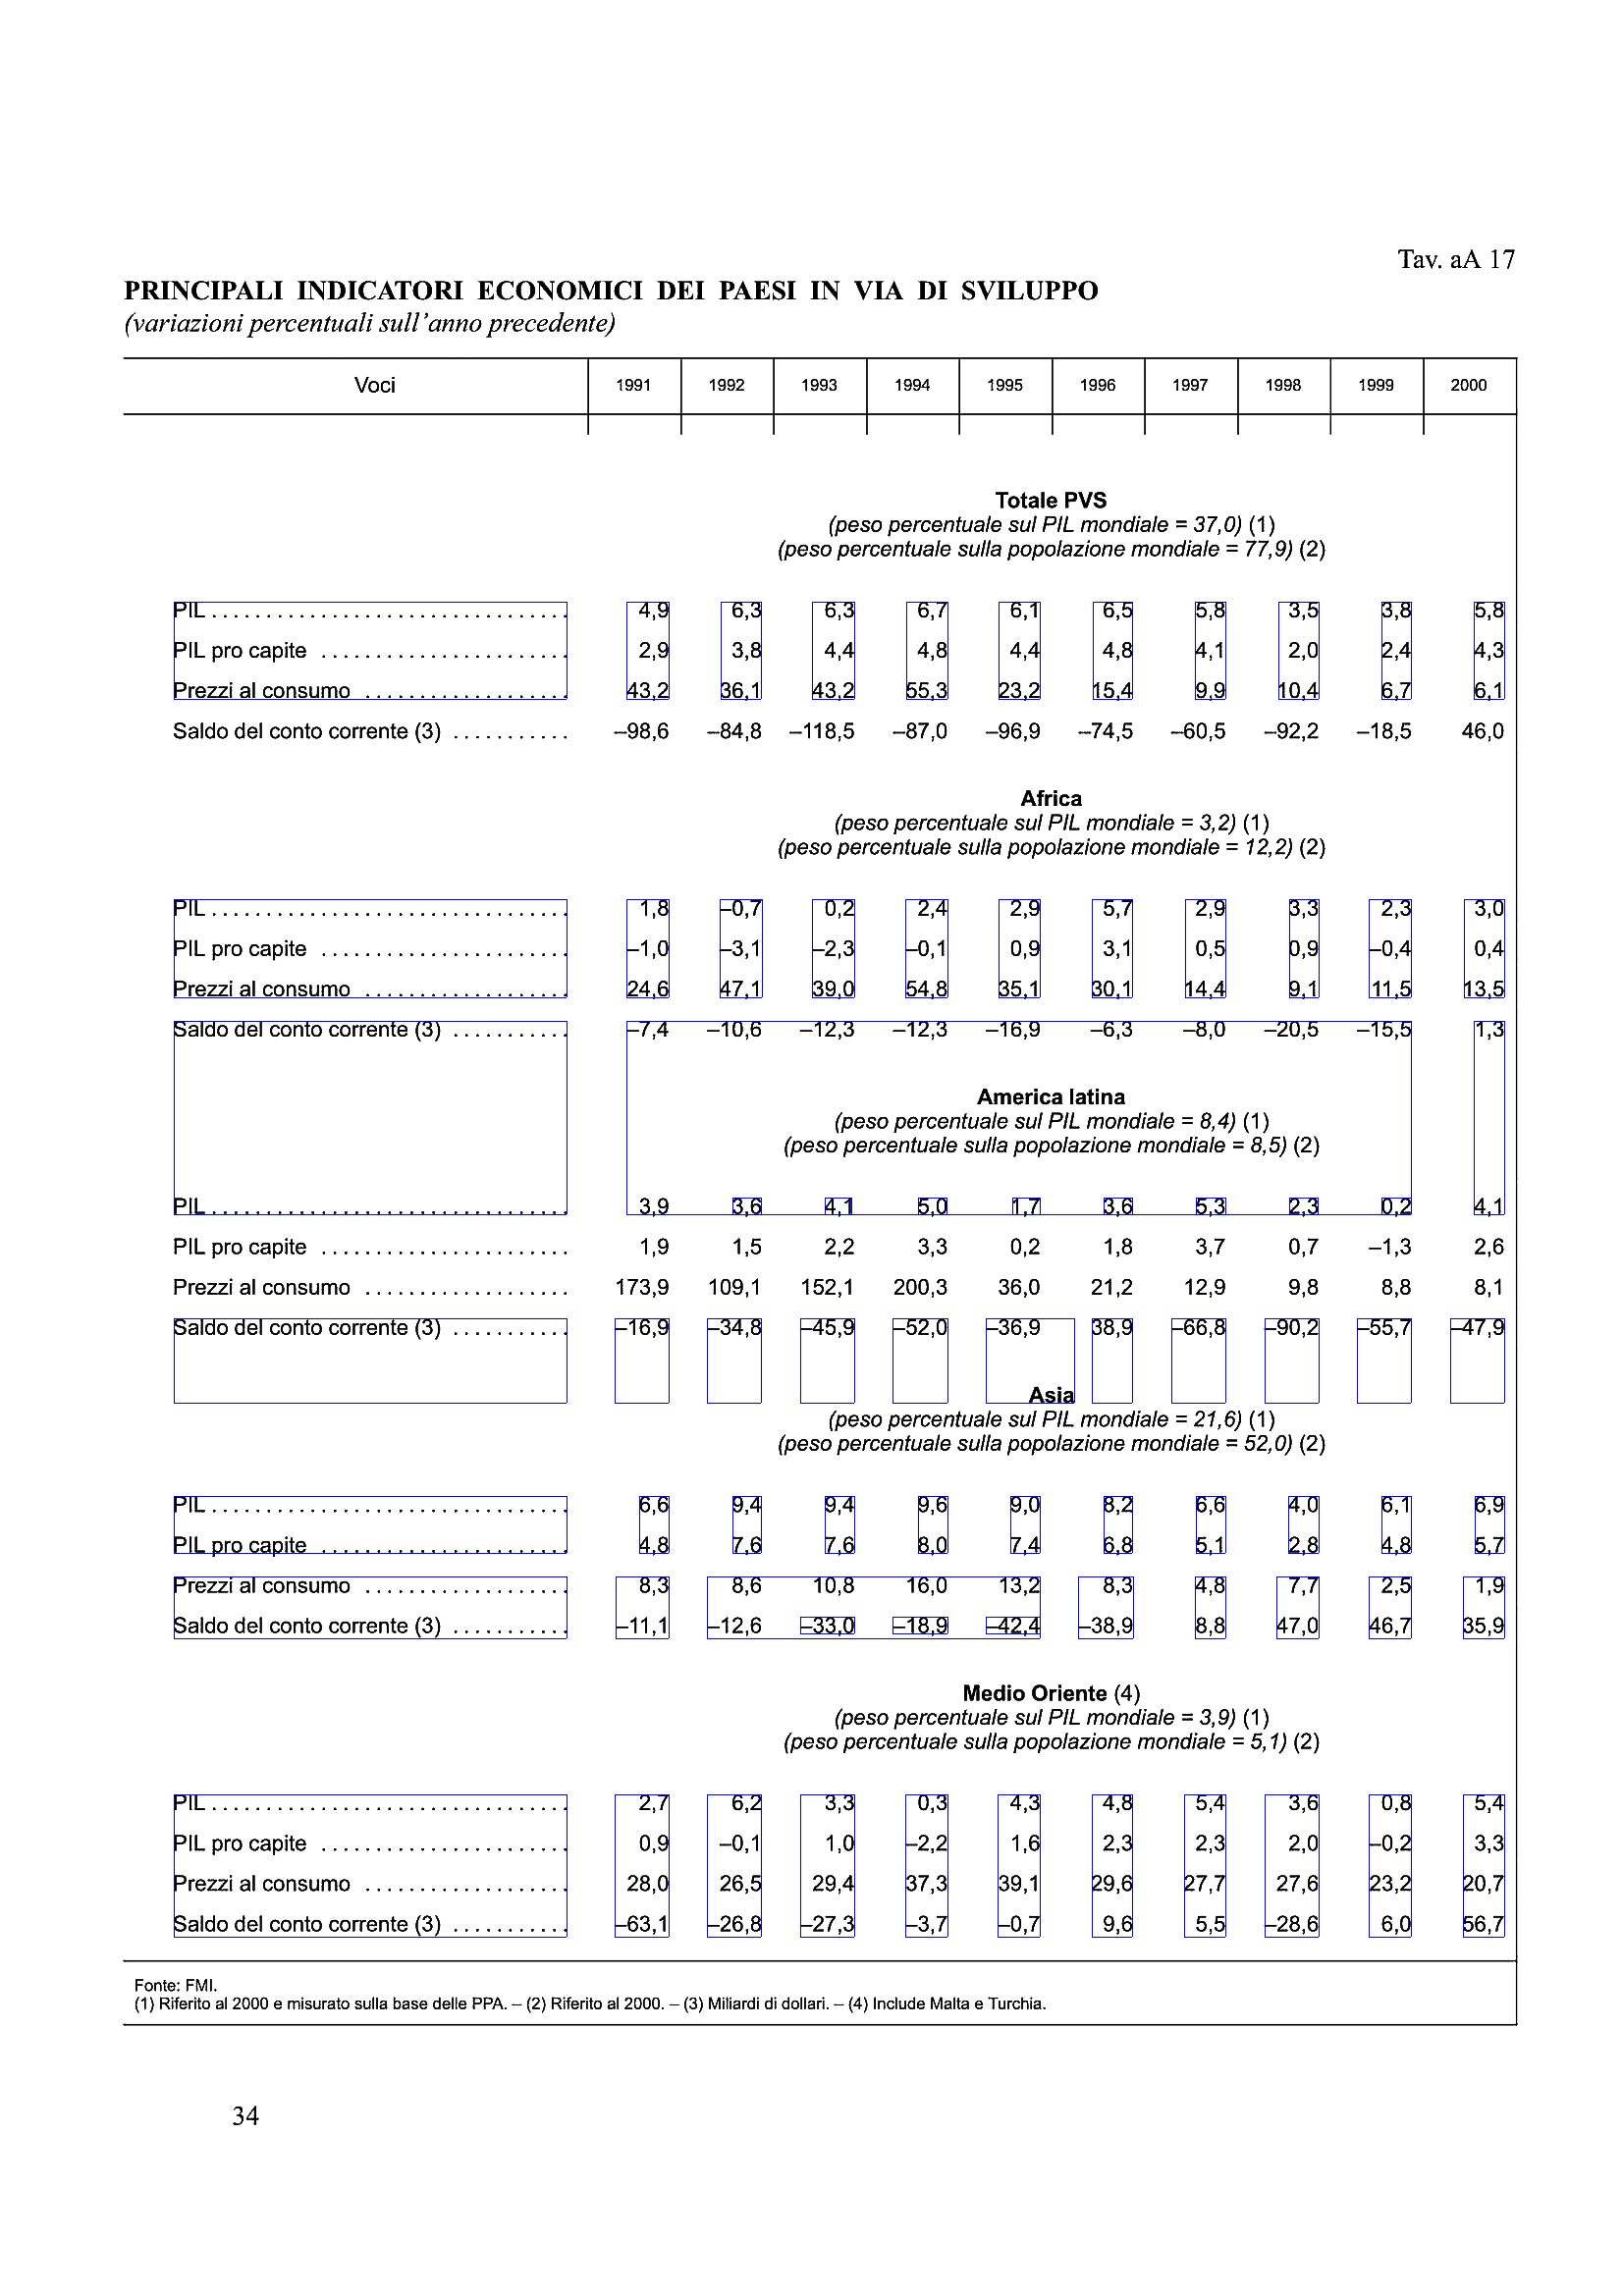 Tav. aA 17
PRINCIPALI INDICATORI ECONOMICI DEI PAESI IN VIA DI SVILUPPO
(variazioni percentuali sull'anno precedente)
Voci 1991 1992 1993 1994 1995 1996 1997 1998 1999 2000
Totale PVS
(peso percentuale sul PIL mondiale = 37,0) (1)
(peso percentuale sulla popolazione mondiale = 77,9) (2)
PIL ................................. 4,9 6,3 6,3 6,7 6,1 6,5 5,8 3,5 3,8 5,8
PIL pro capite ....................... 2,9 3,8 4,4 4,8 4,4 4,8 4,1 2,0 2,4 4,3
Prezzi al consumo ................... 43,2 36,1 43,2 55,3 23,2 15,4 9,9 10,4 6,7 6,1
Saldo del conto corrente (3) ........... –98,6 –84,8 –118,5 –87,0 –96,9 –74,5 –60,5 –92,2 –18,5 46,0
Africa
(peso percentuale sul PIL mondiale = 3,2) (1)
(peso percentuale sulla popolazione mondiale = 12,2) (2)
PIL ................................. 1,8 –0,7 0,2 2,4 2,9 5,7 2,9 3,3 2,3 3,0
PIL pro capite ....................... –1,0 –3,1 –2,3 –0,1 0,9 3,1 0,5 0,9 –0,4 0,4
Prezzi al consumo ................... 24,6 47,1 39,0 54,8 35,1 30,1 14,4 9,1 11,5 13,5
Saldo del conto corrente (3) ........... –7,4 –10,6 –12,3 –12,3 –16,9 –6,3 –8,0 –20,5 –15,5 1,3
America latina
(peso percentuale sul PIL mondiale = 8,4) (1)
(peso percentuale sulla popolazione mondiale = 8,5) (2)
PIL ................................. 3,9 3,6 4,1 5,0 1,7 3,6 5,3 2,3 0,2 4,1
PIL pro capite ....................... 1,9 1,5 2,2 3,3 0,2 1,8 3,7 0,7 –1,3 2,6
Prezzi al consumo ................... 173,9 109,1 152,1 200,3 36,0 21,2 12,9 9,8 8,8 8,1
Saldo del conto corrente (3) ........... –16,9 –34,8 –45,9 –52,0 –36,9 38,9 –66,8 –90,2 –55,7 –47,9
Asia
(peso percentuale sul PIL mondiale = 21,6) (1)
(peso percentuale sulla popolazione mondiale = 52,0) (2)
PIL ................................. 6,6 9,4 9,4 9,6 9,0 8,2 6,6 4,0 6,1 6,9
PIL pro capite ....................... 4,8 7,6 7,6 8,0 7,4 6,8 5,1 2,8 4,8 5,7
Prezzi al consumo ................... 8,3 8,6 10,8 16,0 13,2 8,3 4,8 7,7 2,5 1,9
Saldo del conto corrente (3) ........... –11,1 –12,6 –33,0 –18,9 –42,4 –38,9 8,8 47,0 46,7 35,9
Medio Oriente (4)
(peso percentuale sul PIL mondiale = 3,9) (1)
(peso percentuale sulla popolazione mondiale = 5,1) (2)
PIL ................................. 2,7 6,2 3,3 0,3 4,3 4,8 5,4 3,6 0,8 5,4
PIL pro capite ....................... 0,9 –0,1 1,0 –2,2 1,6 2,3 2,3 2,0 –0,2 3,3
Prezzi al consumo ................... 28,0 26,5 29,4 37,3 39,1 29,6 27,7 27,6 23,2 20,7
Saldo del conto corrente (3) ........... –63,1 –26,8 –27,3 –3,7 –0,7 9,6 5,5 –28,6 6,0 56,7
Fonte: FMI.
(1) Riferito al 2000 e misurato sulla base delle PPA. – (2) Riferito al 2000. – (3) Miliardi di dollari. – (4) Include Malta e Turchia.
34